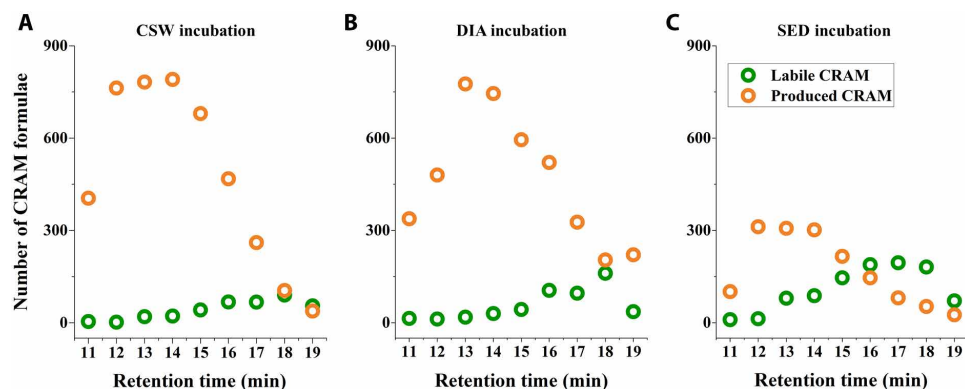 A
CSW incubation
B
DIA incubation
C
SED incubation
Number of CRAM formulae
900
600
300
0
900
600
300
0
900
600
300
0
Labile CRAM
Produced CRAM
11 12 13 14 15 16 17 18 19
11 12 13 14 15 16 17 18 19
11 12 13 14 15 16 17 18 19
Retention time (min)
Retention time (min)
Retention time (min)